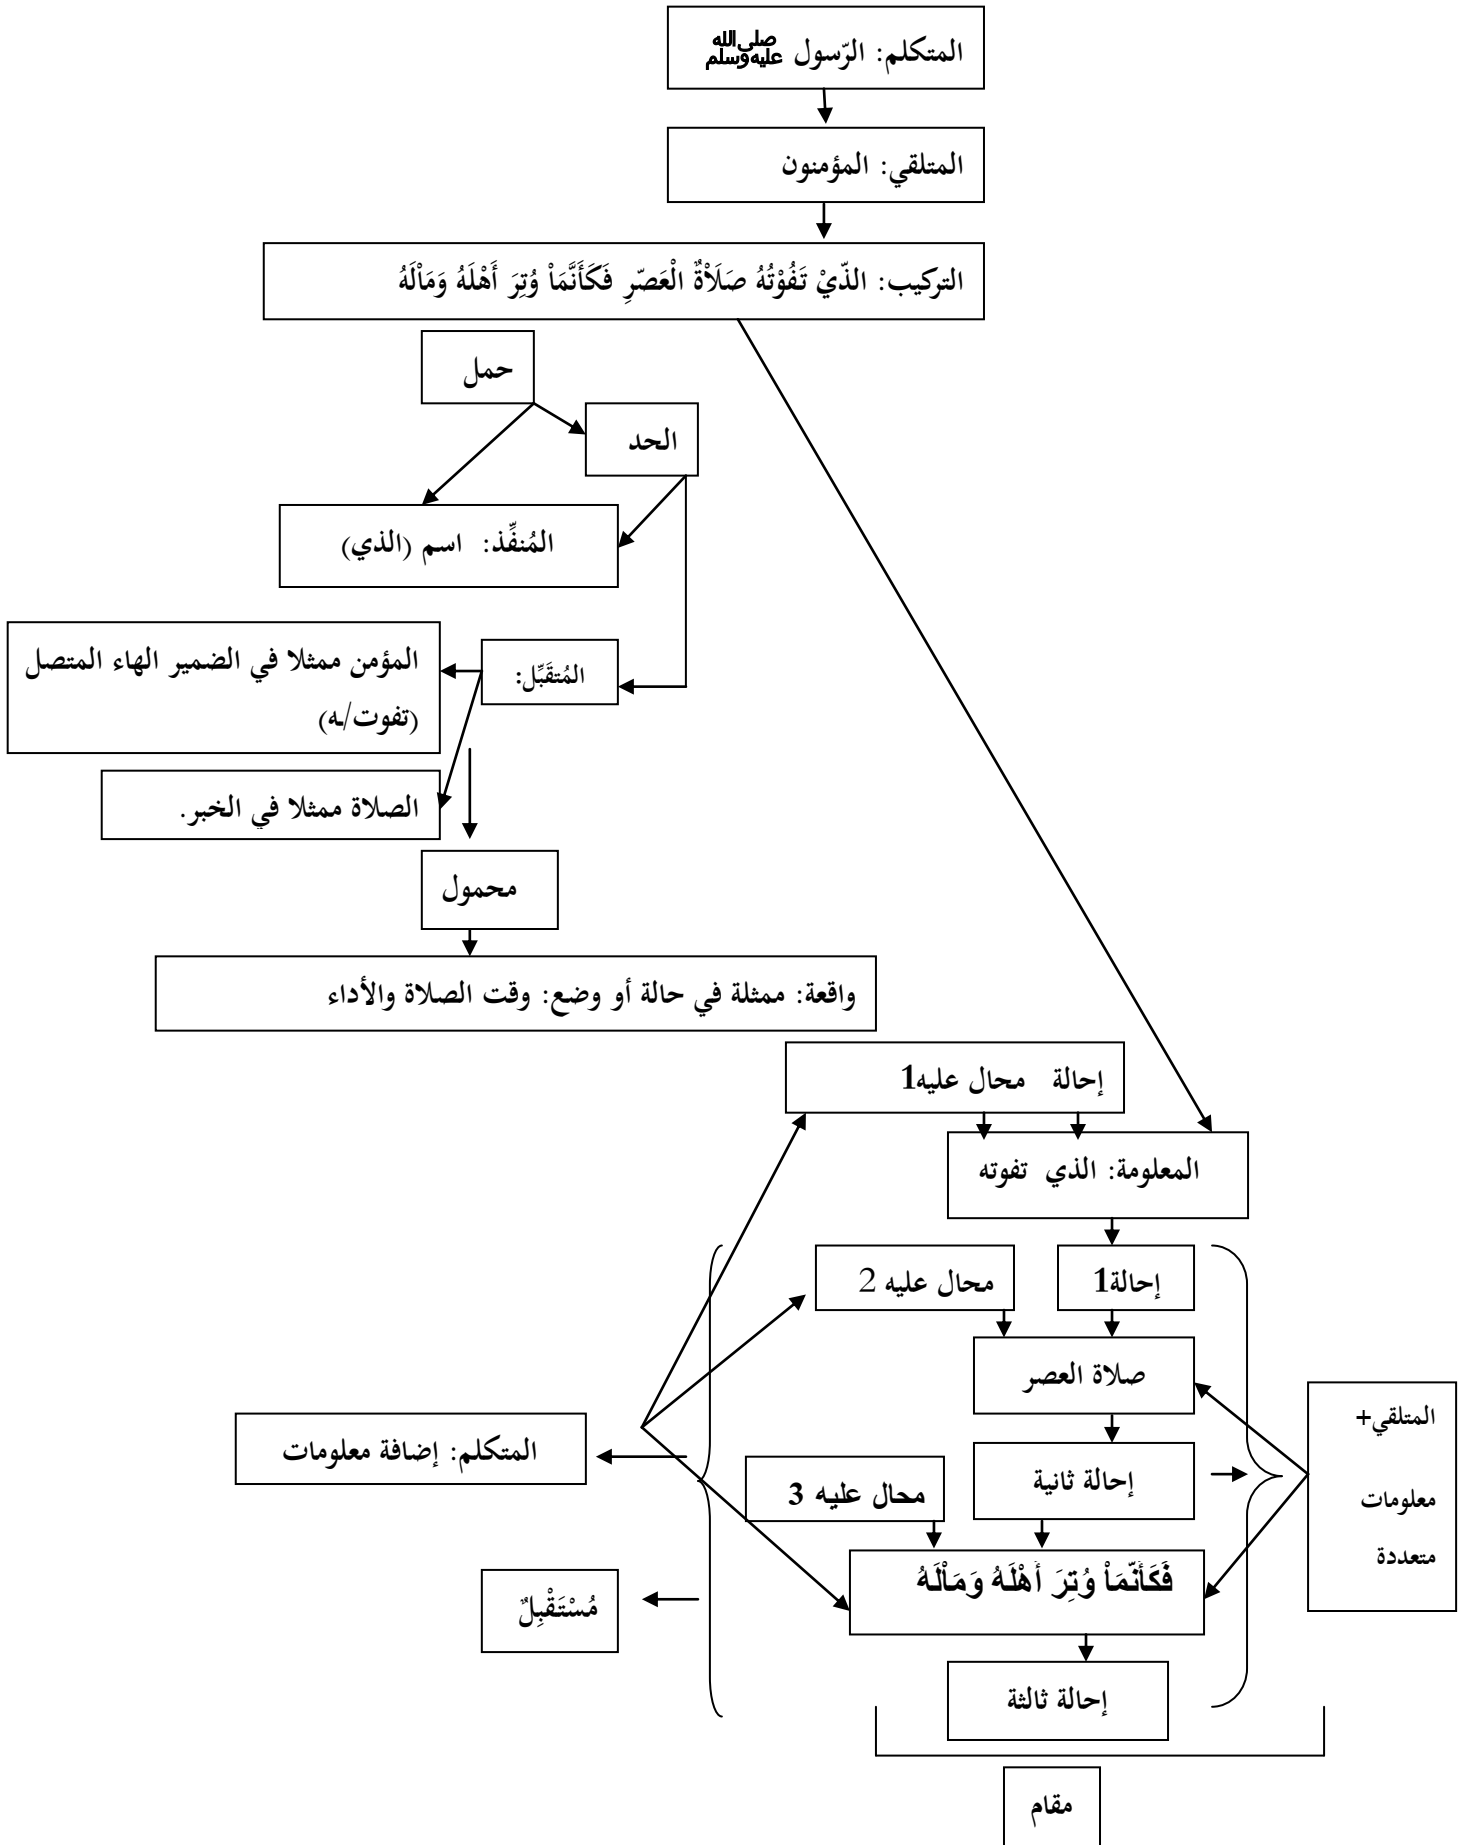 المتكلم: الرّسول صلى الله عليه وسلم
المتلقي: المؤمنون
التركيب: الذّيْ تَفُوْتُهُ صَلَاْةٌ الْعَصّرِ فَكَأَنَّمَاْ وُتِرَ أَهْلَهُ وَمَاْلَهُ
حمل
الحد
المُنفِّذ: اسم (الذي)
المُتقَبِّل:
المؤمن ممثلا في الضمير الهاء المتصل
(تفوت/ـه)
الصلاة ممثلا في الخبر.
محمول
واقعة: ممثلة في حالة أو وضع: وقت الصلاة والأداء
إحالة محال عليه1
المعلومة: الذي تفوته
إحالة1
محال عليه 2
صلاة العصر
المتلقي+
معلومات
متعددة
المتكلم: إضافة معلومات
إحالة ثانية
محال عليه 3
فَكَأَنّمَاْ وُتِرَ أَهْلَهُ وَمَاْلَهُ
مُسْتَقْبِلٌ
إحالة ثالثة
مقام